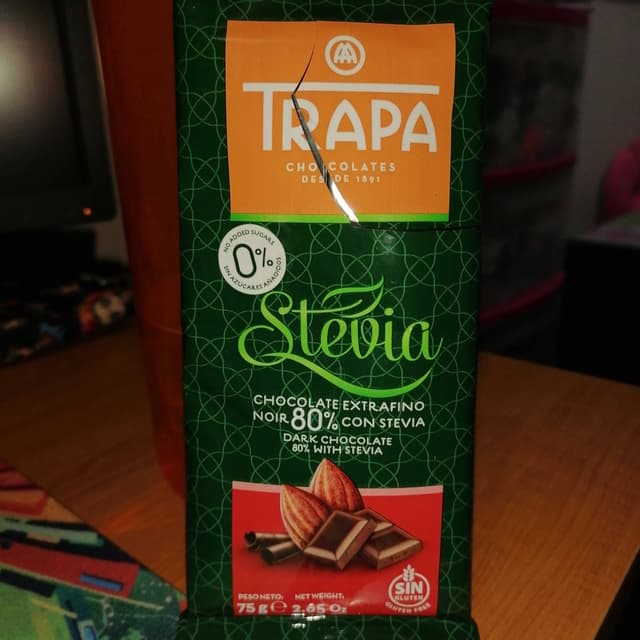 TRAPA
CHOCOLATES
DESDE 1891
NO ADDED SUGARS
0%
SIN AZÚCARES AÑADIDOS
Stevia
CHOCOLATE EXTRAFINO
NOIR 80% CON STEVIA
DARK CHOCOLATE
80% WITH STEVIA
PESO NETO: NET WEIGHT:
75 g e 2.65 Oz
SIN
GLUTEN
GLUTEN FREE